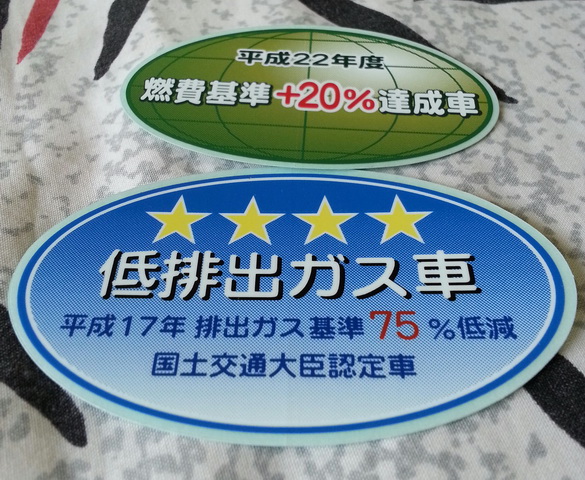 平成22年度
燃費基準+20%達成車
低排出ガス車
平成17年 排出ガス基準75%低減
国土交通大臣認定車